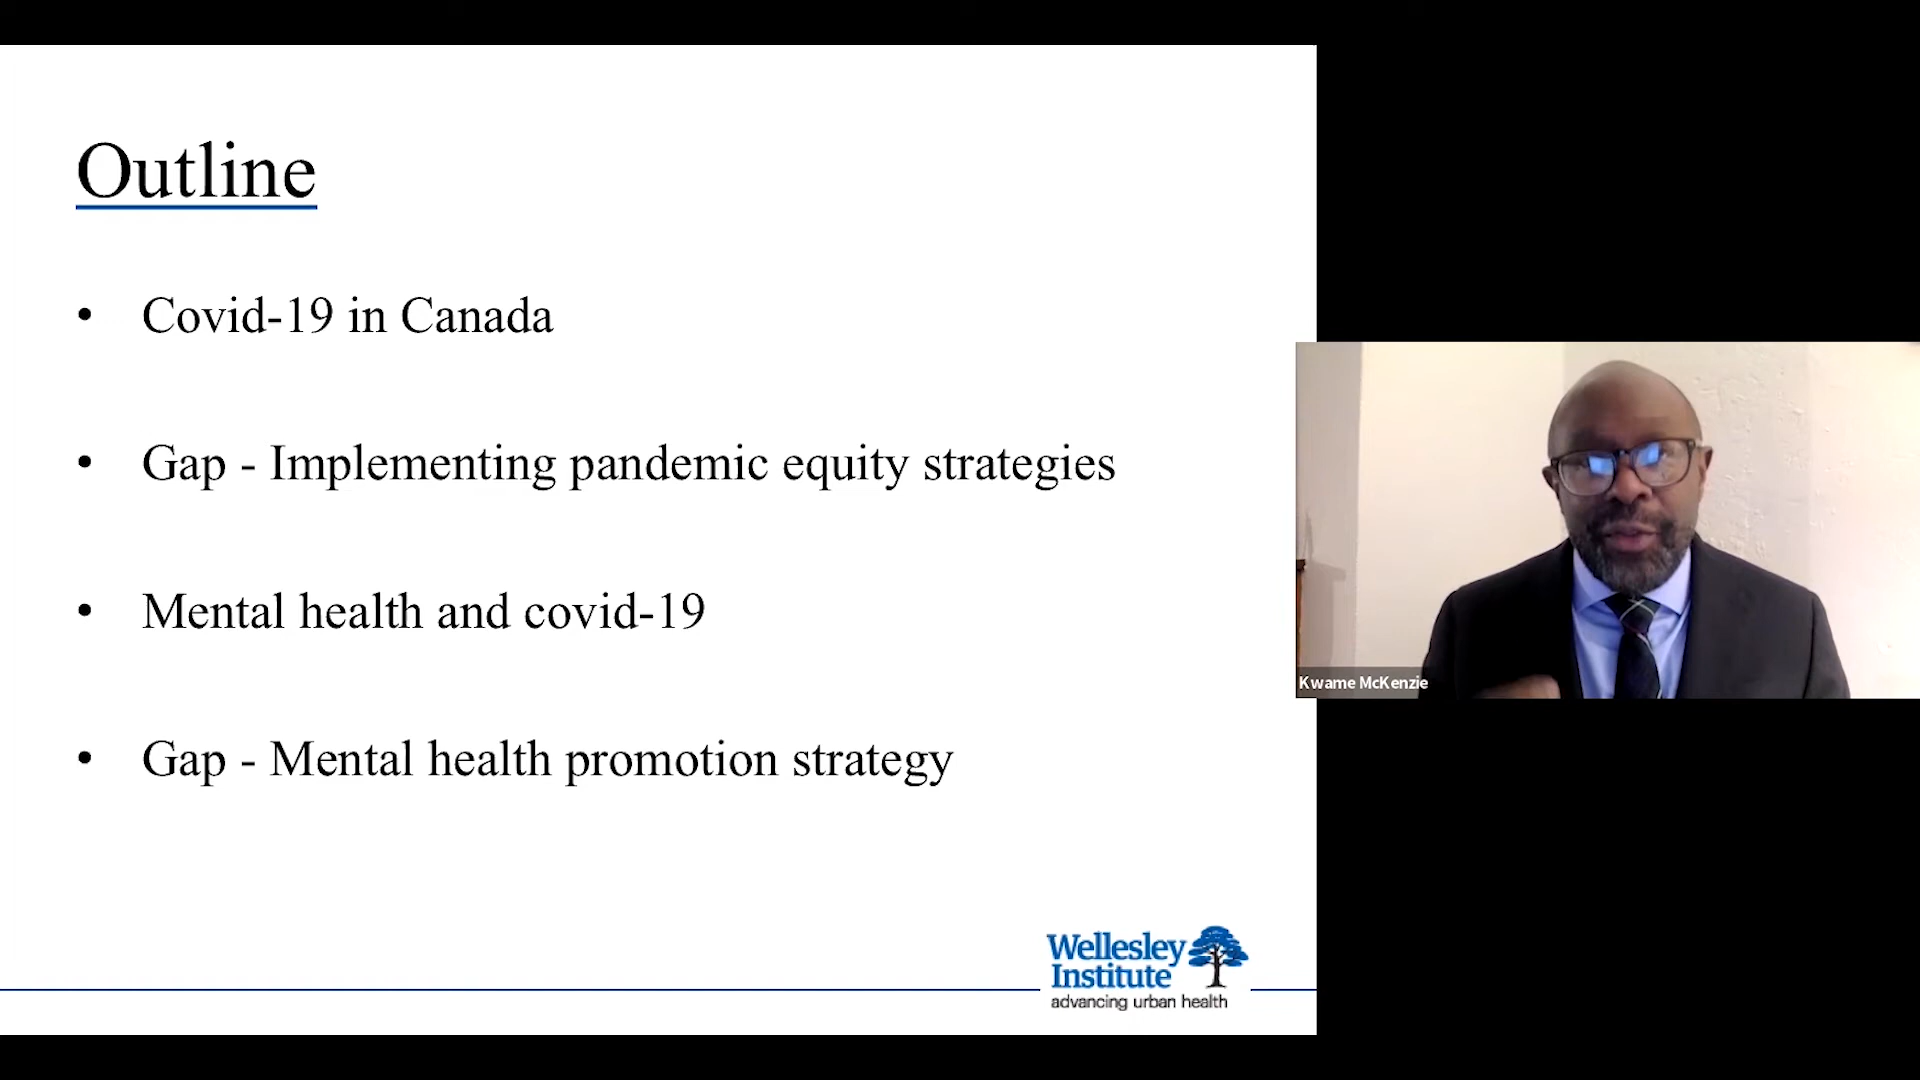 Outline
• Covid-19 in Canada
• Gap - Implementing pandemic equity strategies
• Mental health and covid-19
• Gap - Mental health promotion strategy
Wellesley
Institute
advancing urban health
Kwame McKenzie